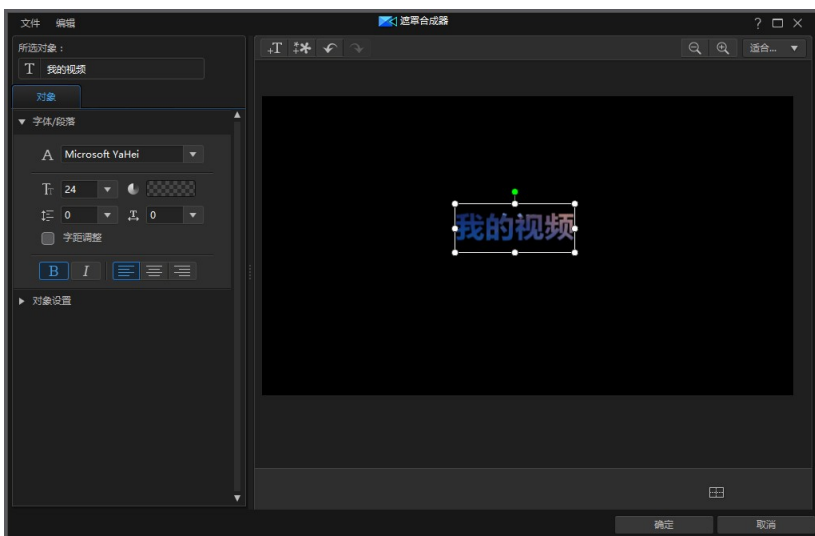 文件 编辑 遮罩合成器
所选对象：
T 我的视频
对象
字体/段落
Microsoft YaHei
24
0 0
字距调整
B I
对象设置
适合...
我的视频
确定 取消